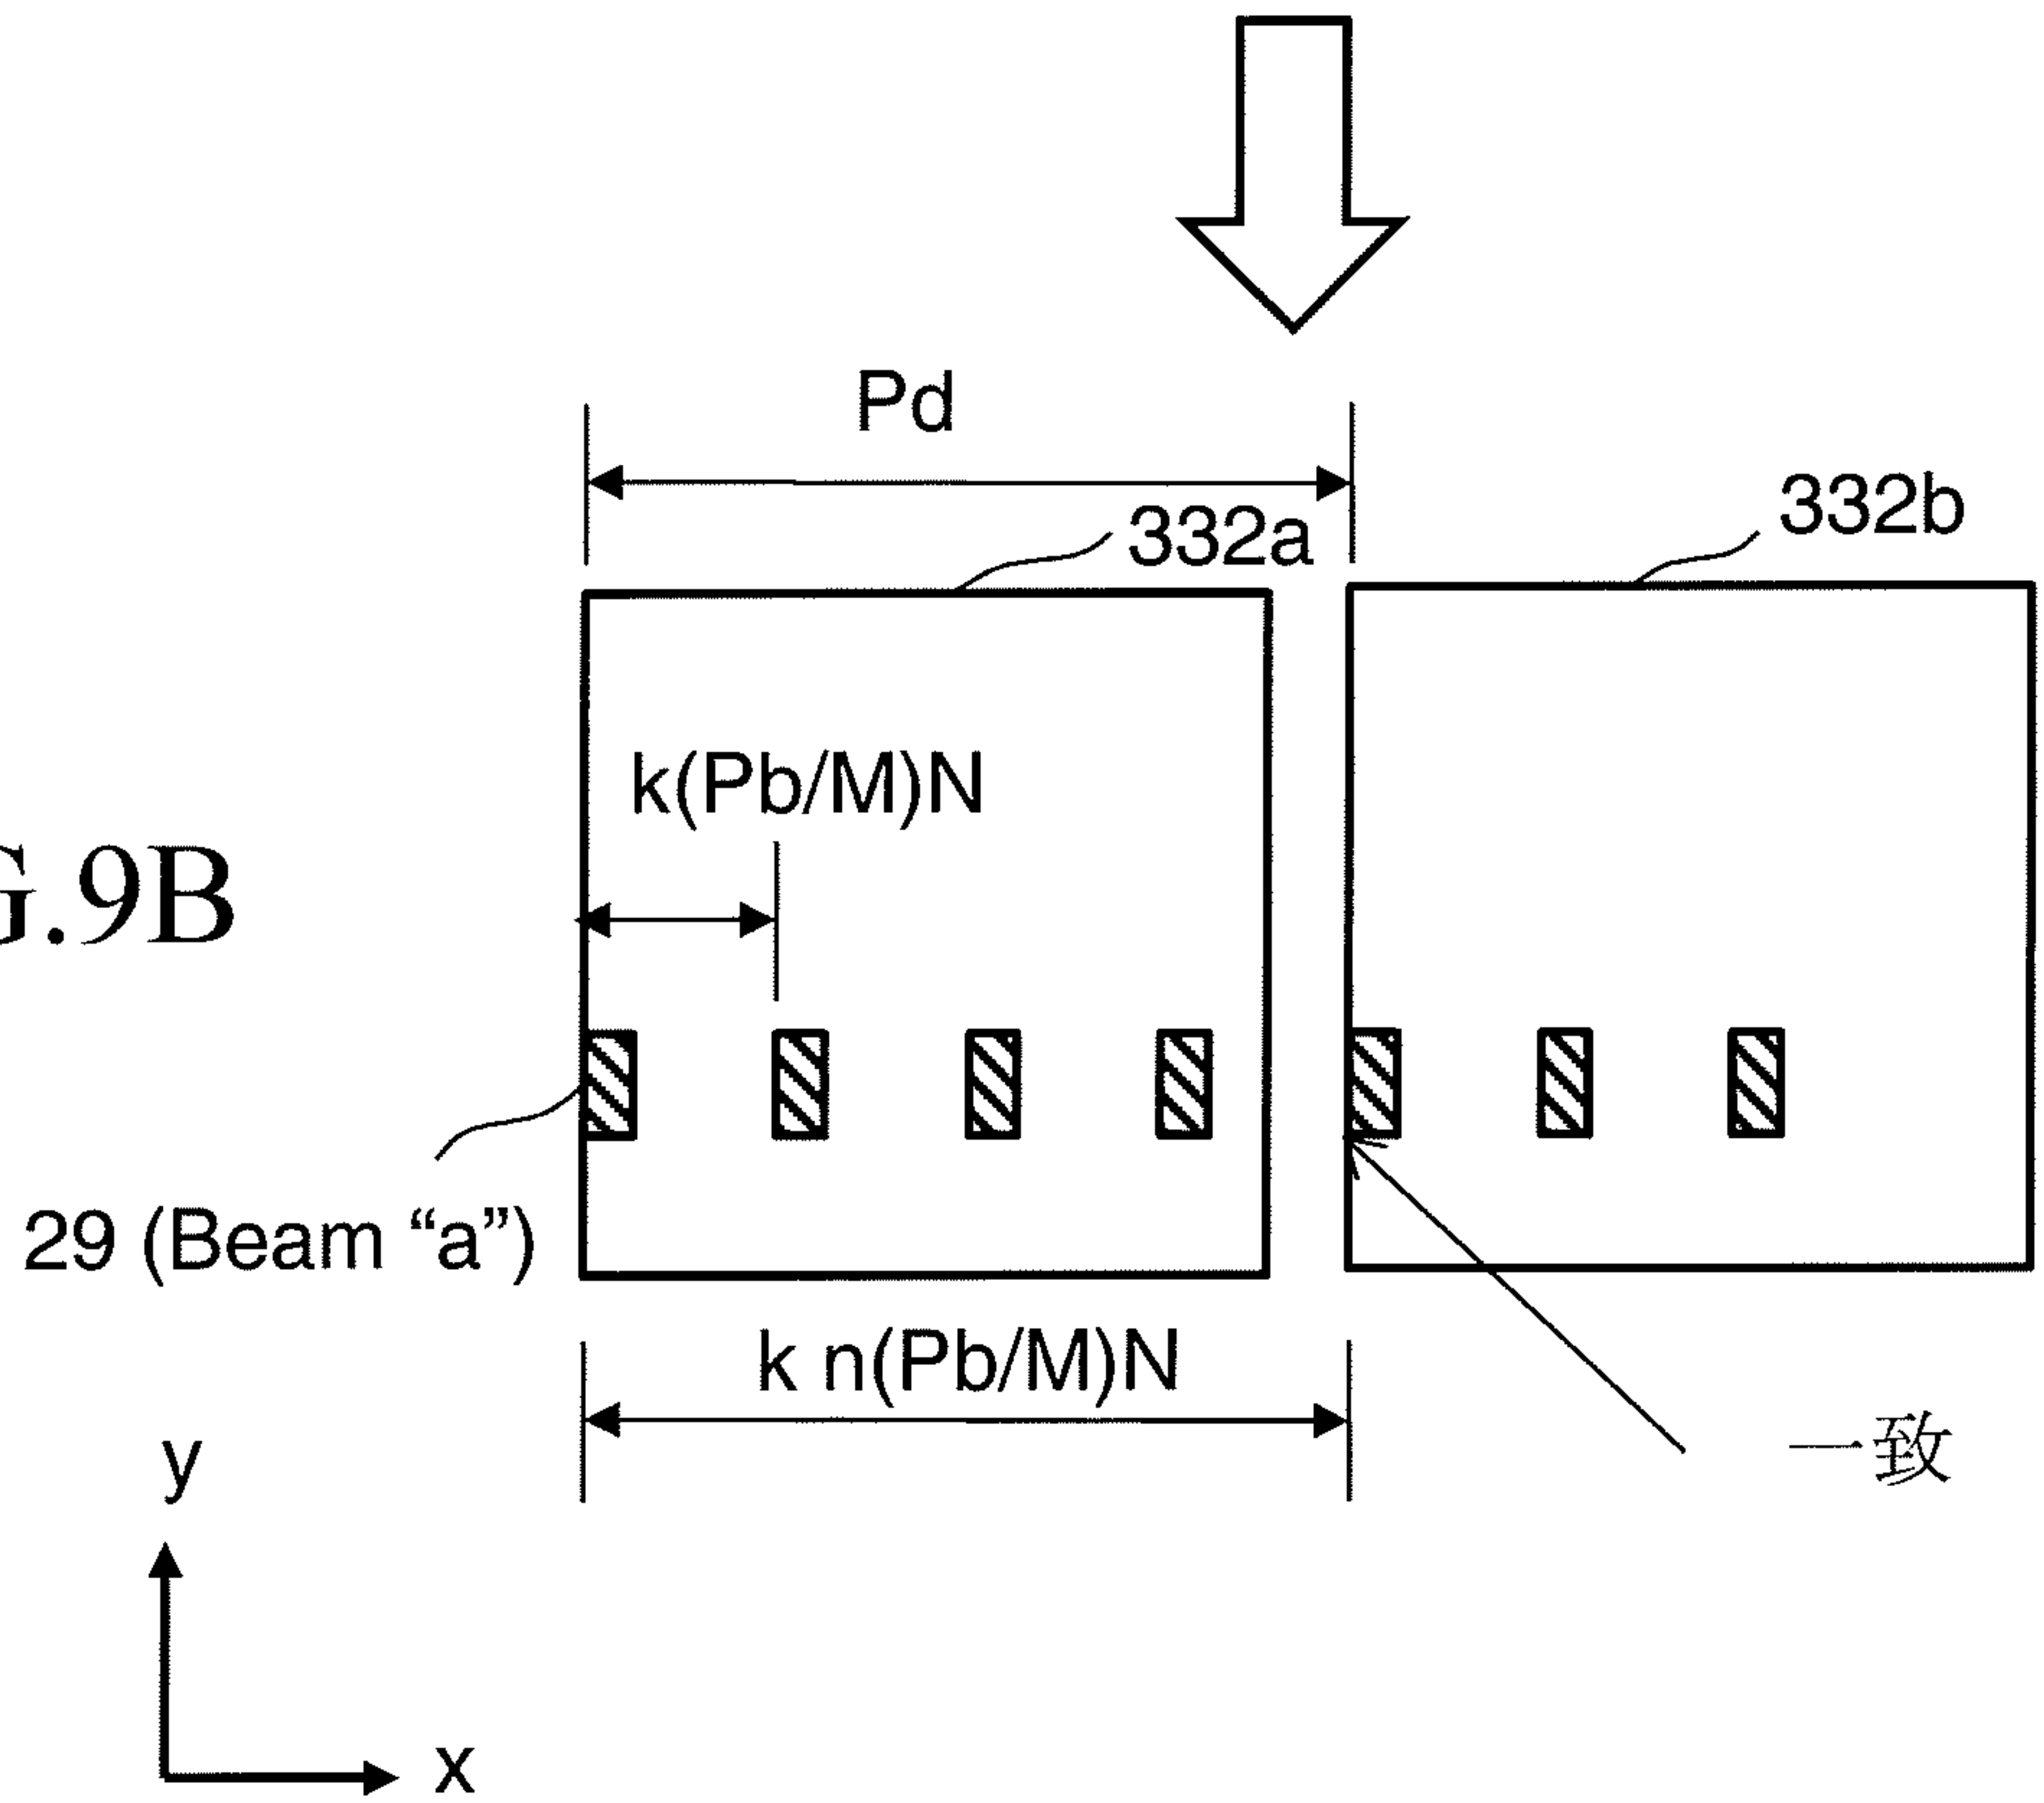 Pd
332a
332b
k(Pb/M)N
G.9B
29 (Beam “a”)
k n(Pb/M)N
一致
y
x